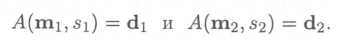 A(m₁, s₁) = d₁ и A(m₂, s₂) = d₂.